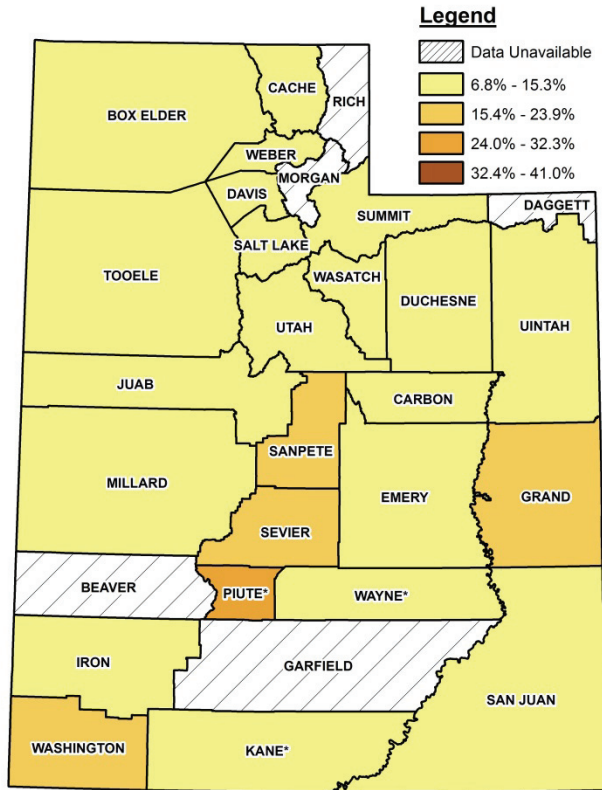 Legend
Data Unavailable
6.8% - 15.3%
15.4% - 23.9%
24.0% - 32.3%
32.4% - 41.0%
CACHE
RICH
BOX ELDER
WEBER
MORGAN
DAVIS
DAGGETT
SUMMIT
SALT LAKE
TOOELE
WASATCH
DUCHESNE
UINTAH
UTAH
JUAB
CARBON
SANPETE
MILLARD
EMERY
GRAND
SEVIER
BEAVER
PIUTE*
WAYNE*
IRON
GARFIELD
SAN JUAN
WASHINGTON
KANE*